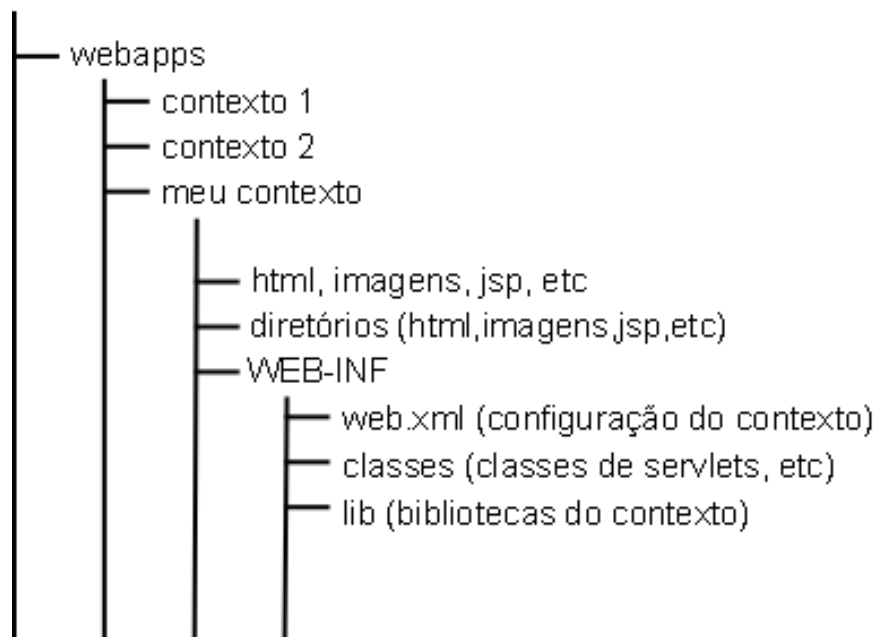 webapps
contexto 1
contexto 2
meu contexto
html, imagens, jsp, etc
diretórios (html,imagens,jsp,etc)
WEB-INF
web.xml (configuração do contexto)
classes (classes de servlets, etc)
lib (bibliotecas do contexto)